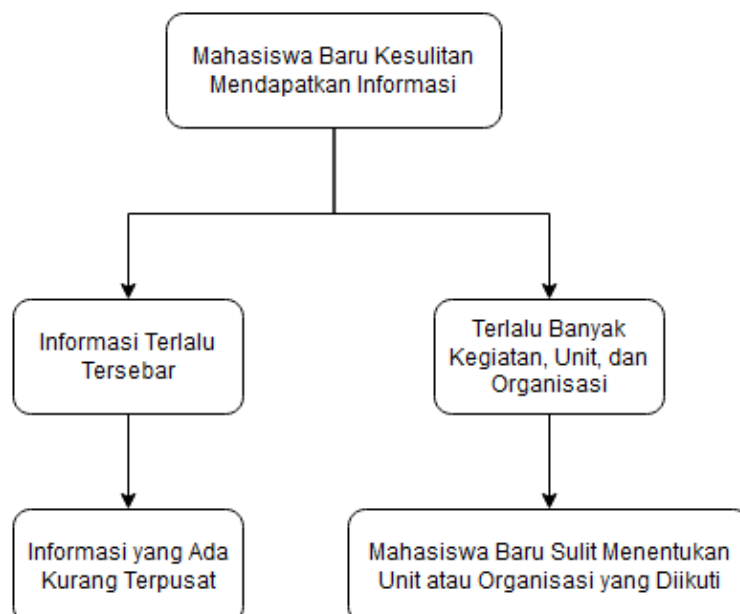 Mahasiswa Baru Kesulitan
Mendapatkan Informasi
Informasi Terlalu
Tersebar
Terlalu Banyak
Kegiatan, Unit, dan
Organisasi
Informasi yang Ada
Kurang Terpusat
Mahasiswa Baru Sulit Menentukan
Unit atau Organisasi yang Diikuti